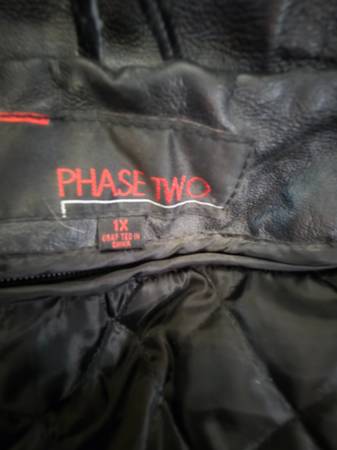 PHASE TWO
1X
CRAFTED IN
CHINA